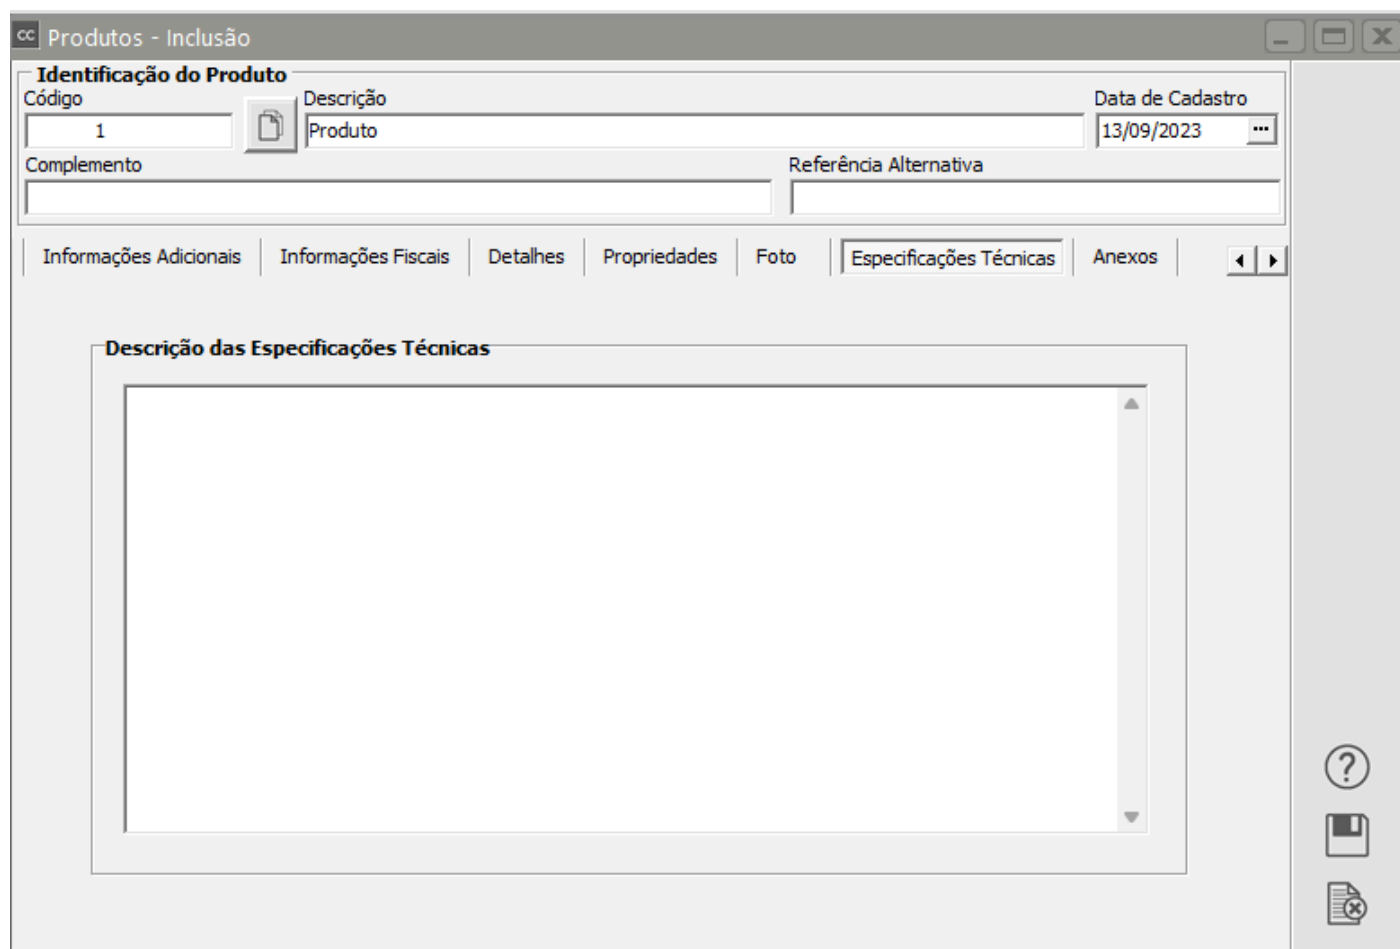 CC Produtos - Inclusão
Identificação do Produto
Código Descrição Data de Cadastro
1 Produto 13/09/2023 ...
Complemento Referência Alternativa
Informações Adicionais Informações Fiscais Detalhes Propriedades Foto Especificações Técnicas Anexos
Descrição das Especificações Técnicas
?